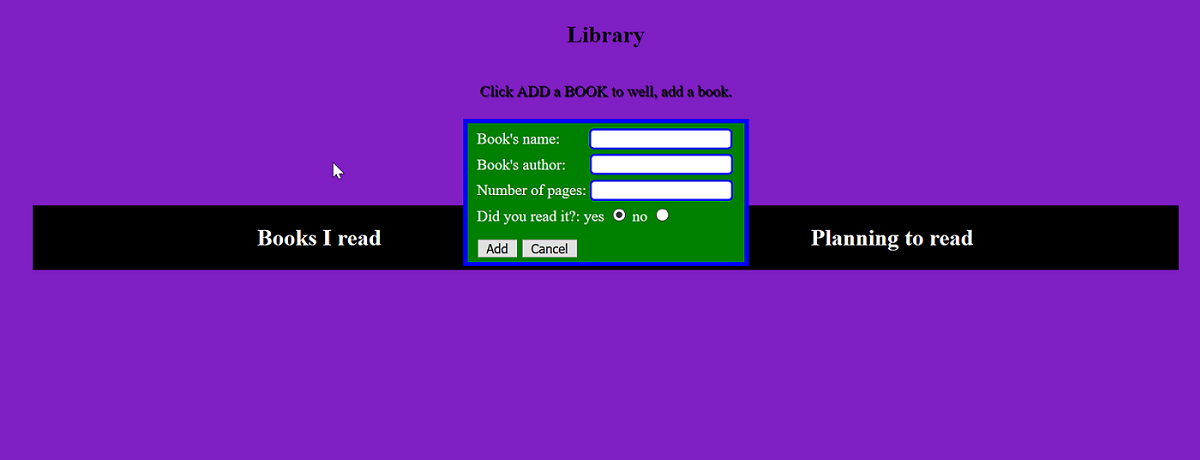 Library
Click ADD a BOOK to well, add a book.
Book's name:
Book's author:
Number of pages:
Did you read it?: yes no
Add Cancel
Books I read Planning to read